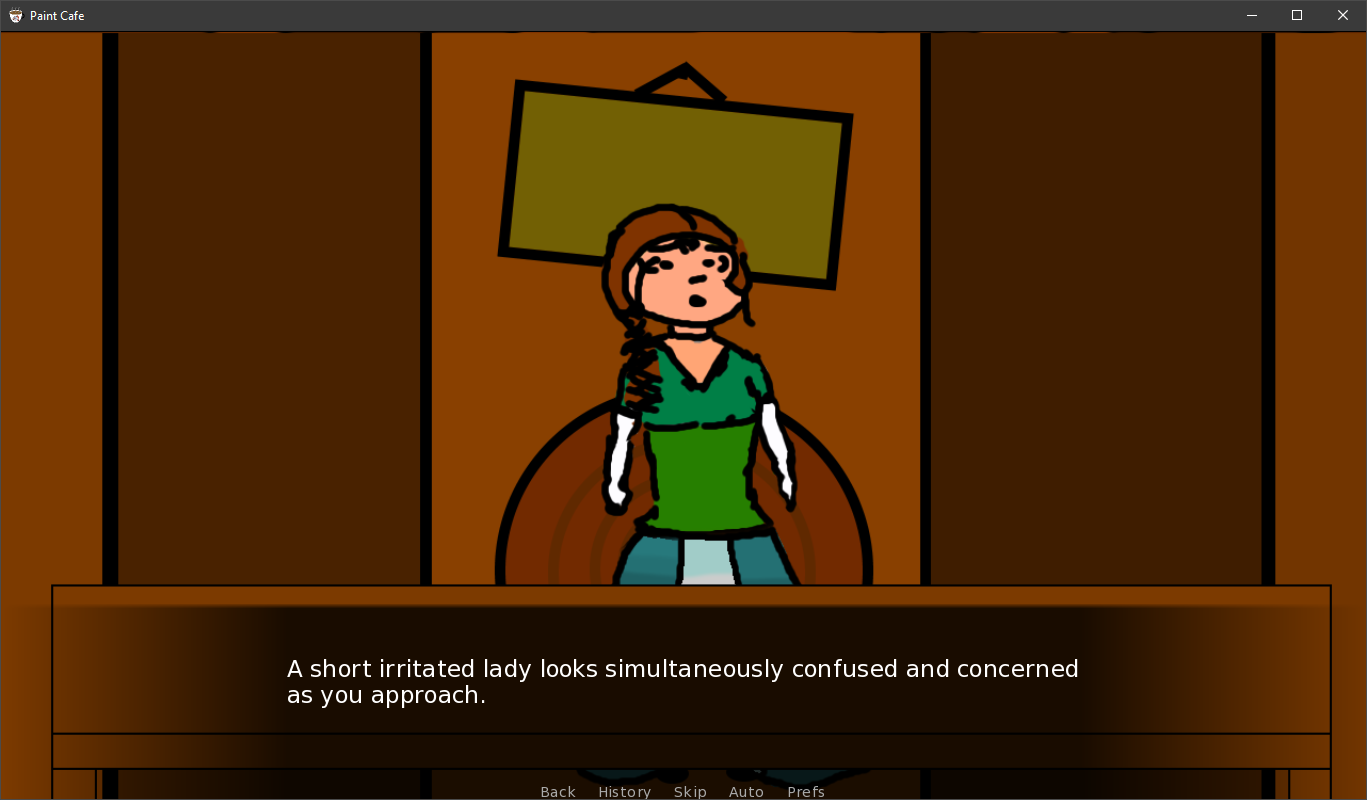 Paint Cafe
A short irritated lady looks simultaneously confused and concerned
as you approach.
Back History Skip Auto Prefs